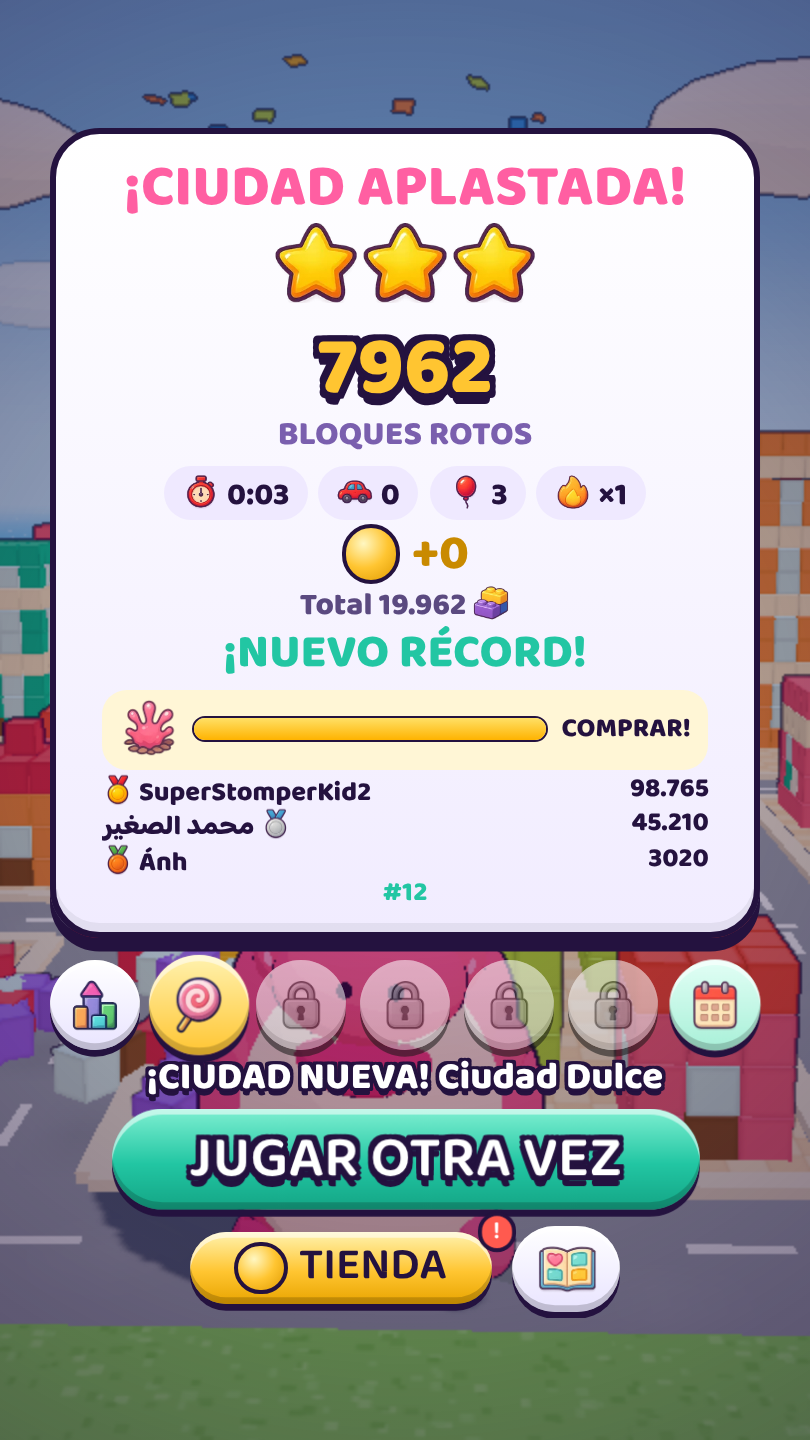 ¡CIUDAD APLASTADA!
7962
BLOQUES ROTOS
0:03 0 3 ×1
+0
Total 19.962
¡NUEVO RÉCORD!
COMPRAR!
SuperStomperKid2 98.765
محمد الصغير 45.210
Ánh 3020
#12
¡CIUDAD NUEVA! Ciudad Dulce
JUGAR OTRA VEZ
!
TIENDA